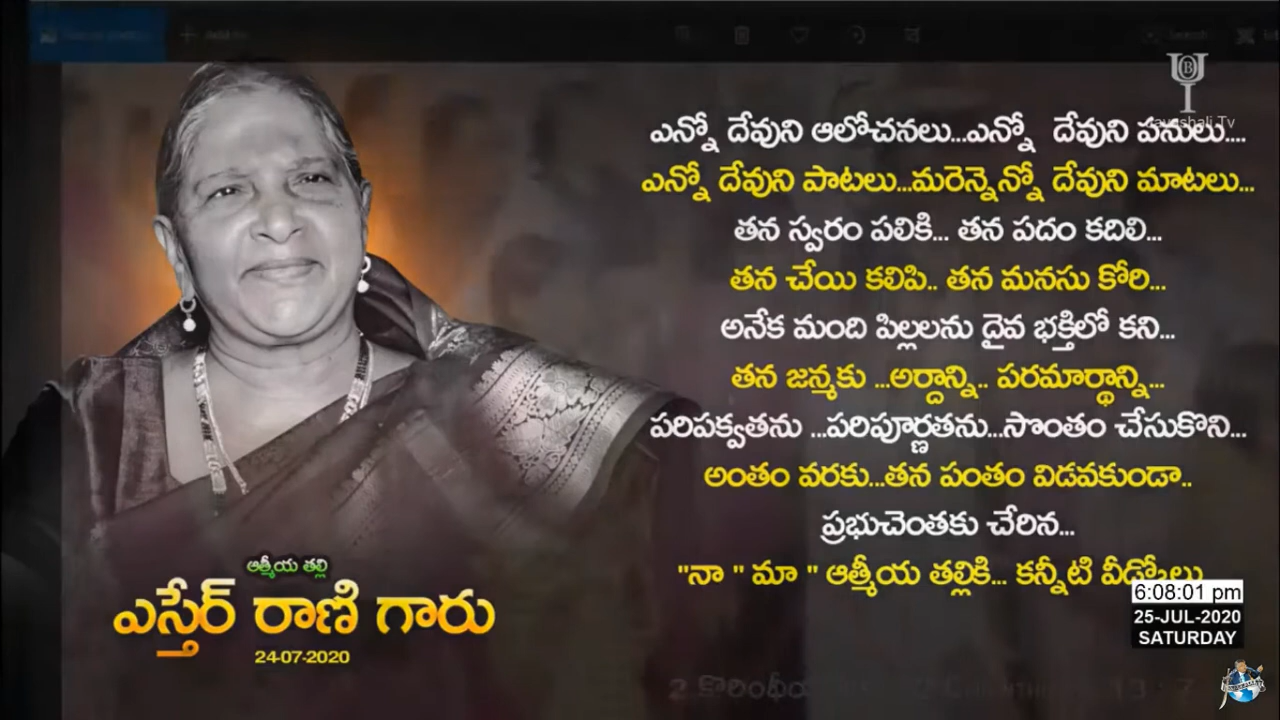 ఎన్నో దేవుని ఆలోచనలు...ఎన్నో దేవుని పనులు....
ఎన్నో దేవుని పాటలు...మరెన్నెన్నో దేవుని మాటలు...
తన స్వరం పలికి... తన పదం కదిలి...
తన చేయి కలిపి.. తన మనసు కోరి...
అనేక మంది పిల్లలను దైవ భక్తిలో కని...
తన జన్మకు ...అర్దాన్ని.. పరమార్థాన్ని...
పరిపక్వతను ...పరిపూర్ణతను...సొంతం చేసుకొని...
అంతం వరకు...తన పంతం విడవకుండా..
ప్రభుచెంతకు చేరిన...
"నా " మా " ఆత్మీయ తల్లికి... కన్నీటి వీడ్కోలు
ఆత్మీయ తల్లి
ఎస్తేర్ రాణి గారు
24-07-2020
6:08:01 pm
25-JUL-2020
SATURDAY
2 కొరింథీయ